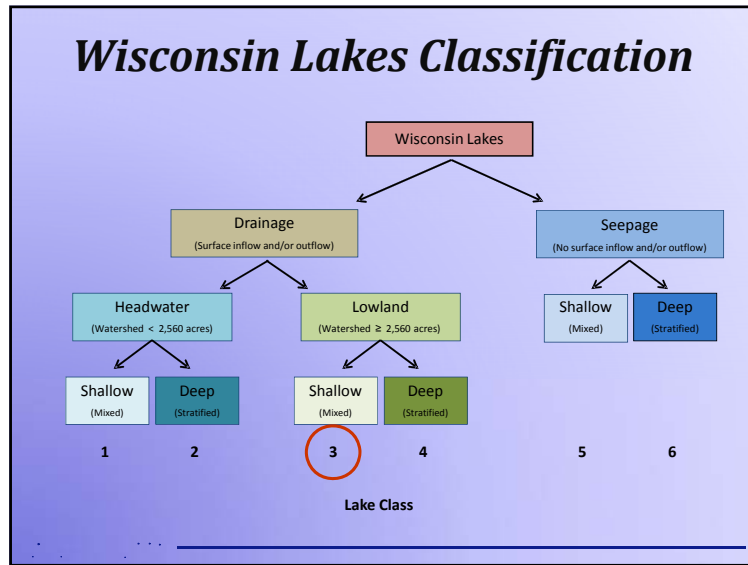 Wisconsin Lakes Classification
Wisconsin Lakes
Drainage
(Surface inflow and/or outflow)
Seepage
(No surface inflow and/or outflow)
Headwater
(Watershed < 2,560 acres)
Lowland
(Watershed ≥ 2,560 acres)
Shallow
(Mixed)
Deep
(Stratified)
Shallow
(Mixed)
Deep
(Stratified)
Shallow
(Mixed)
Deep
(Stratified)
1 2 3 4 5 6
Lake Class